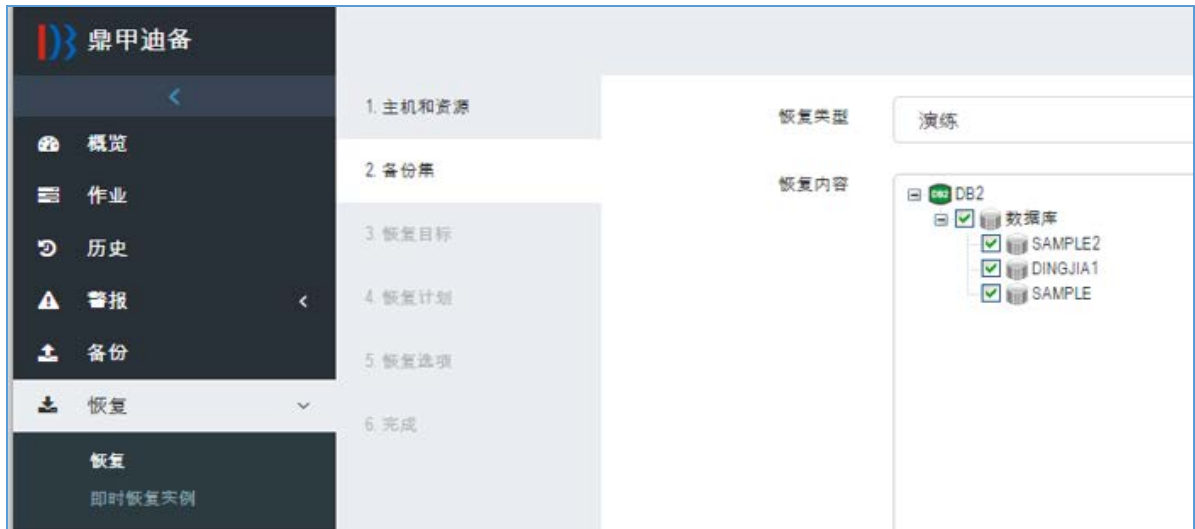 鼎甲迪备
概览
作业
历史
警报
备份
恢复
恢复
即时恢复实例
1. 主机和资源
2. 备份集
3. 恢复目标
4. 恢复计划
5. 恢复选项
6. 完成
恢复类型
演练
恢复内容
DB2
数据库
SAMPLE2
DINGJIA1
SAMPLE